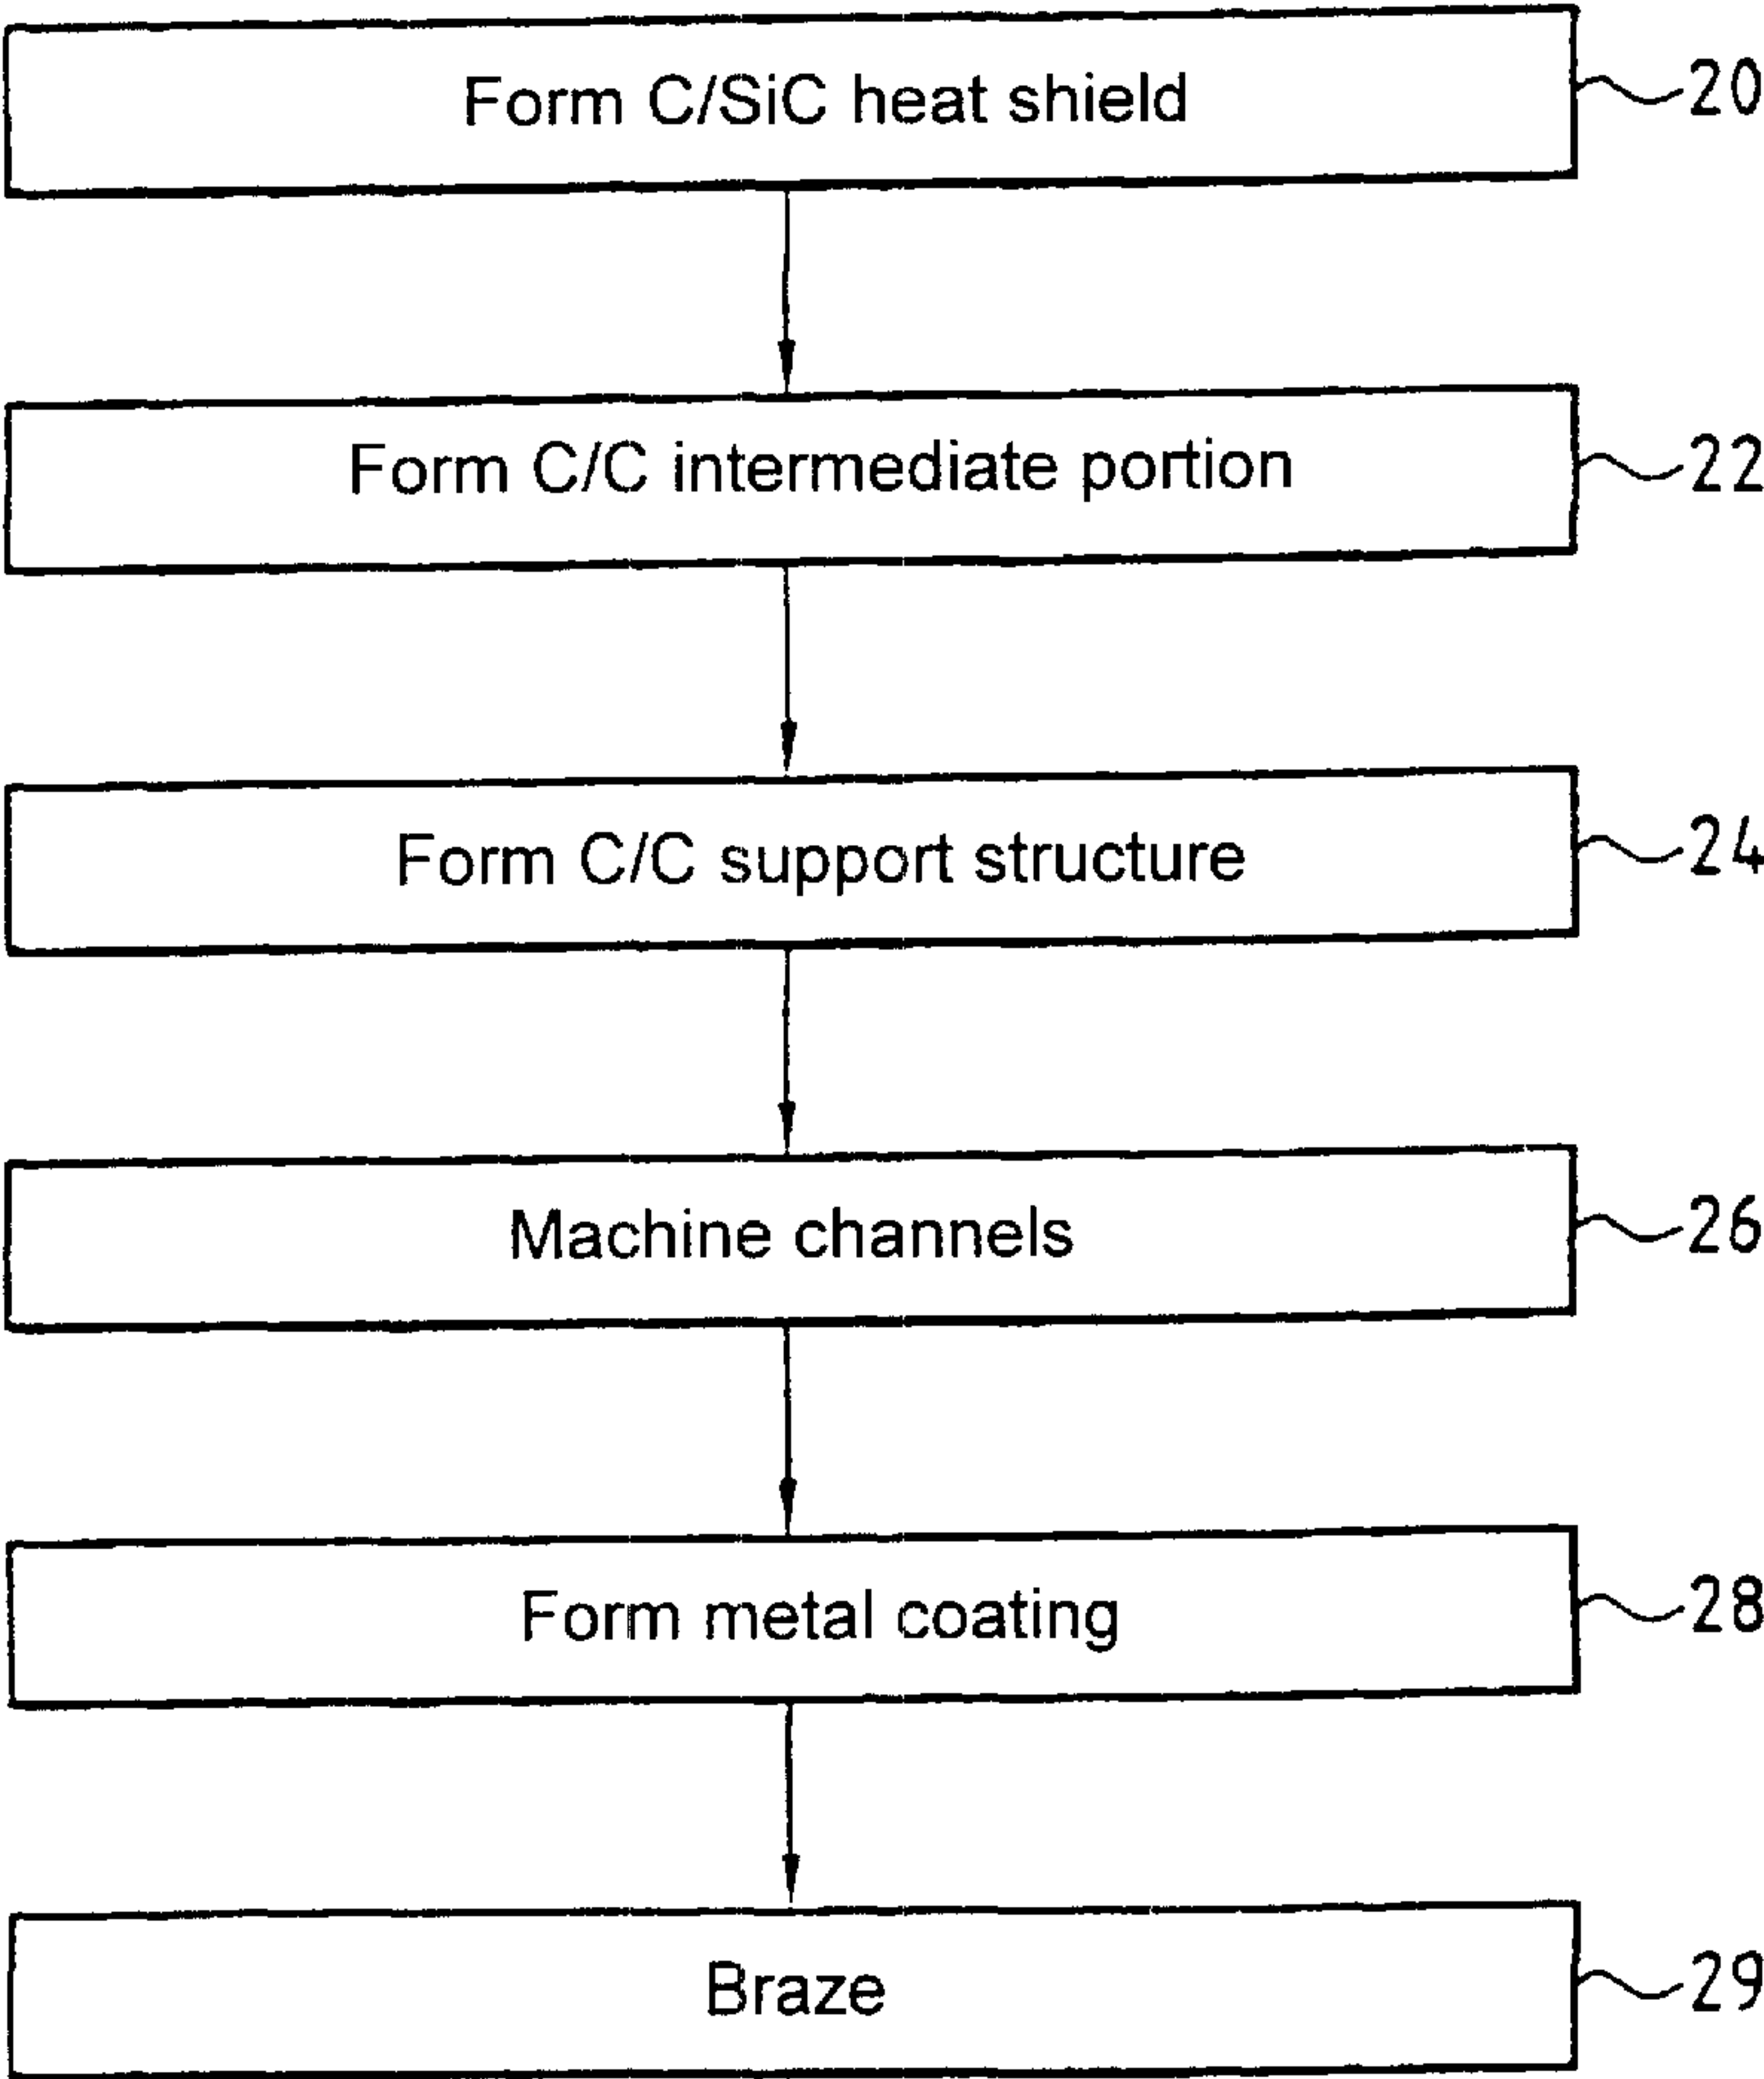 Form C/SiC heat shield 20
Form C/C intermediate portion 22
Form C/C support structure 24
Machine channels 26
Form metal coating 28
Braze 29